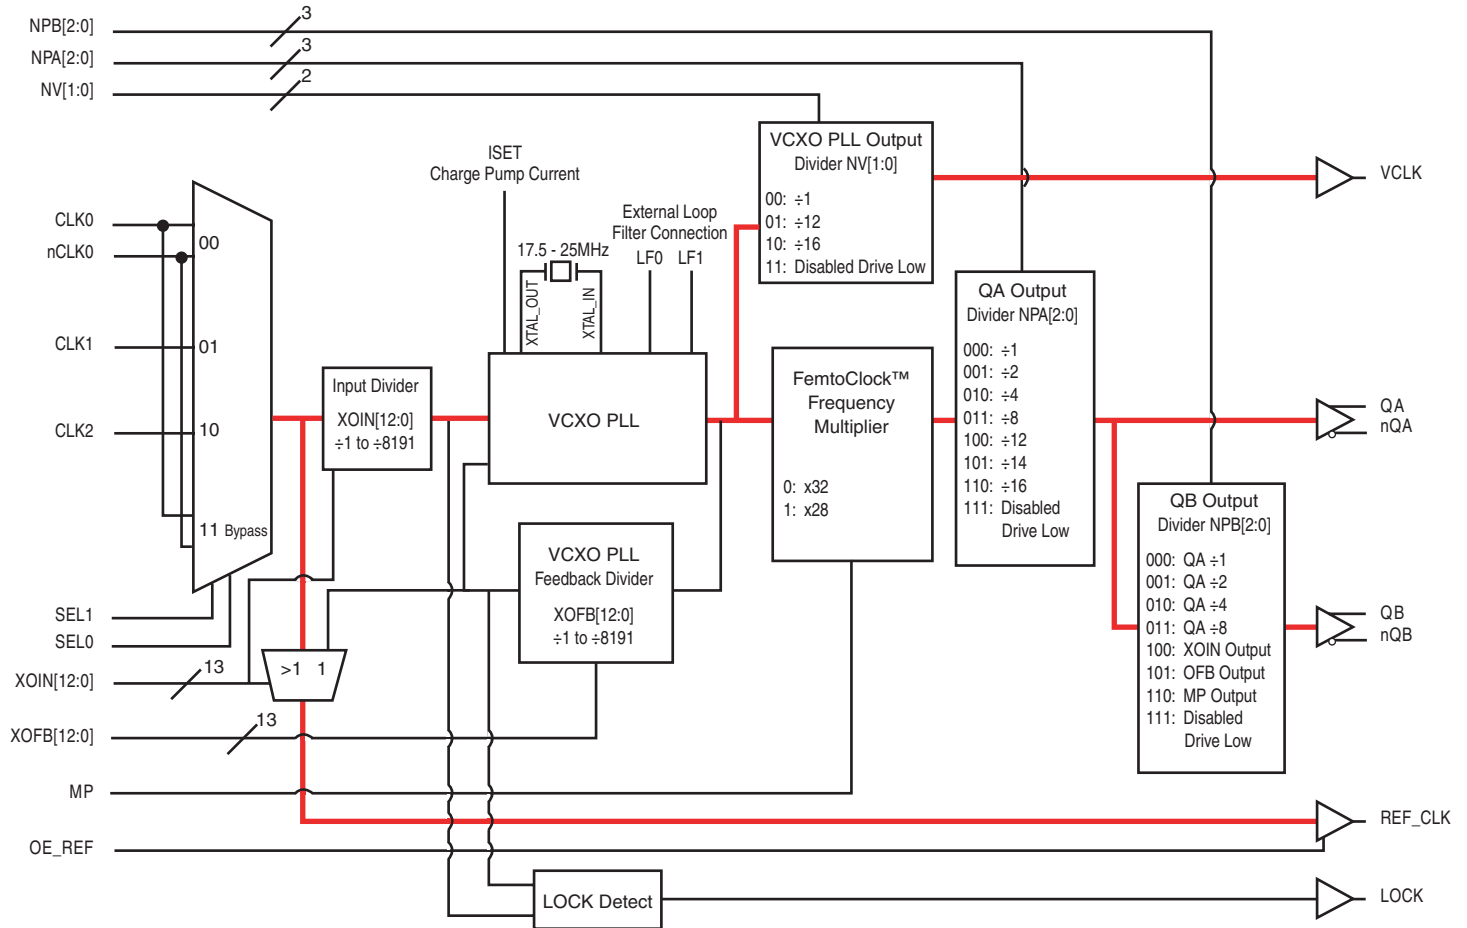 NPB[2:0]
3
NPA[2:0]
3
NV[1:0]
2
VCXO PLL Output
Divider NV[1:0]
00: ÷1
01: ÷12
10: ÷16
11: Disabled Drive Low
VCLK
ISET
Charge Pump Current
External Loop
Filter Connection
LF0 LF1
17.5 - 25MHz
XTAL_OUT
XTAL_IN
CLK0
nCLK0
CLK1
CLK2
00
01
10
11 Bypass
Input Divider
XOIN[12:0]
÷1 to ÷8191
VCXO PLL
FemtoClock™
Frequency
Multiplier
0: x32
1: x28
QA Output
Divider NPA[2:0]
000: ÷1
001: ÷2
010: ÷4
011: ÷8
100: ÷12
101: ÷14
110: ÷16
111: Disabled
Drive Low
QA
nQA
QB Output
Divider NPB[2:0]
000: QA ÷1
001: QA ÷2
010: QA ÷4
011: QA ÷8
100: XOIN Output
101: OFB Output
110: MP Output
111: Disabled
Drive Low
QB
nQB
VCXO PLL
Feedback Divider
XOFB[12:0]
÷1 to ÷8191
SEL1
SEL0
>1 1
XOIN[12:0]
13
XOFB[12:0]
13
MP
OE_REF
REF_CLK
LOCK Detect
LOCK